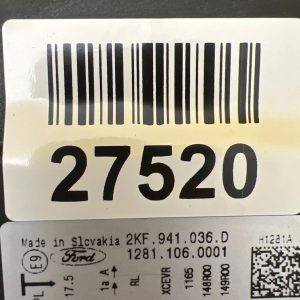 27520
Made in Slovakia 2KF.941.036.D H1281A
Ford 1281.106.0001
E9
17.5
1a A
RL
XCEVR
1165
148R00
149R00